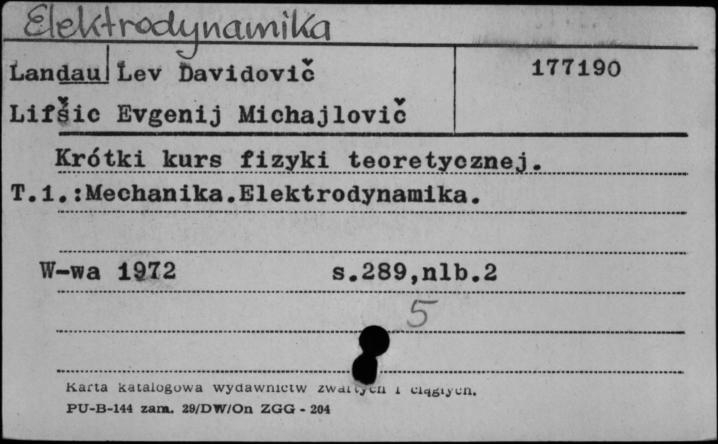 Elektrodynamika
Landau Lev Davidovič 177190
Lifšic Evgenij Michajlovič
Krótki kurs fizyki teoretycznej.
T.1.:Mechanika.Elektrodynamika.
W-wa 1972 s.289,nlb.2
5
Karta katalogowa wydawnictw zwartych i ciągłych.
PU-B-144 zam. 29/DW/On ZGG - 204